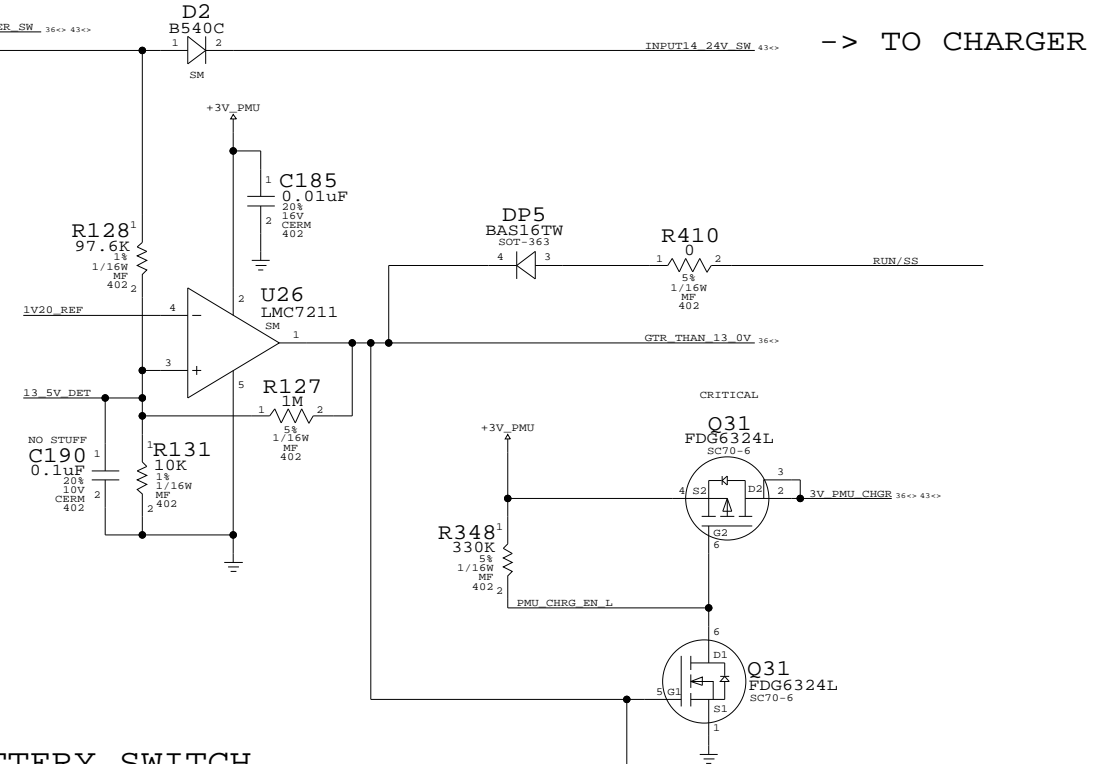 ER_SW 36<> 43<>
D2
B540C
1 2
SM
INPUT14_24V_SW 43<>
-> TO CHARGER
+3V_PMU
1 C185
0.01uF
20%
2 16V
CERM
402
R128 1
97.6K
1%
1/16W
MF
402 2
DP5
BAS16TW
SOT-363
4 3
R410
0
1 2
5%
1/16W
MF
402
RUN/SS
1V20_REF
4
-
2
U26
LMC7211
SM
1
GTR_THAN_13_0V 36<>
3
+
5
13_5V_DET
R127
1M
1 2
5%
1/16W
MF
402
NO STUFF
C190 1
0.1uF
20%
10V 2
CERM
402
1 R131
10K
1%
1/16W
MF
2 402
CRITICAL
Q31
FDG6324L
SC70-6
+3V_PMU
4 S2 D2 3
2
3V_PMU_CHGR 36<> 43<>
G2
6
R348 1
330K
5%
1/16W
MF
402 2
PMU_CHRG_EN_L
6
D1
Q31
FDG6324L
SC70-6
5 G1
S1
1
TTERY SWITCH